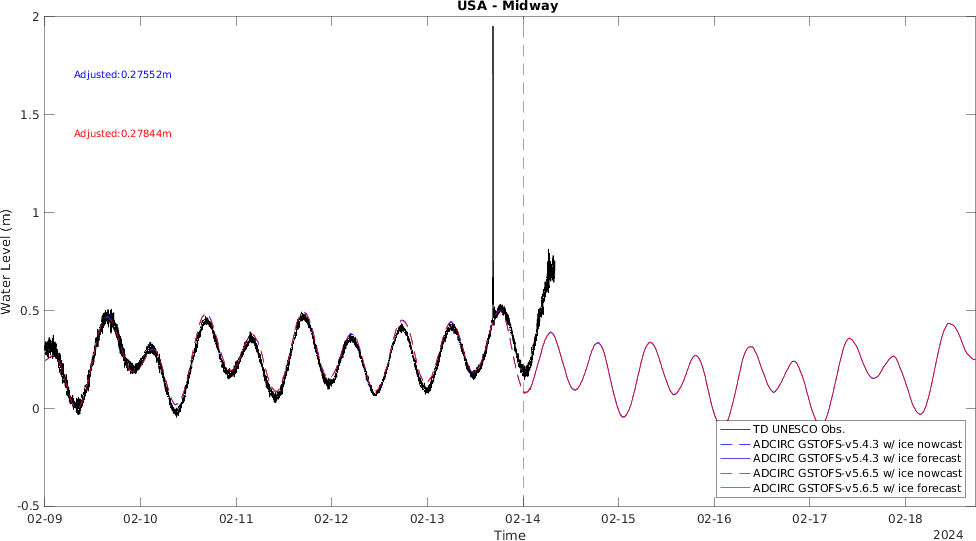 USA - Midway
2
1.5
1
0.5
0
-0.5
Water Level (m)
Adjusted:0.27552m
Adjusted:0.27844m
TD UNESCO Obs.
ADCIRC GSTOFS-v5.4.3 w/ ice nowcast
ADCIRC GSTOFS-v5.4.3 w/ ice forecast
ADCIRC GSTOFS-v5.6.5 w/ ice nowcast
ADCIRC GSTOFS-v5.6.5 w/ ice forecast
02-09 02-10 02-11 02-12 02-13 02-14 02-15 02-16 02-17 02-18
Time
2024